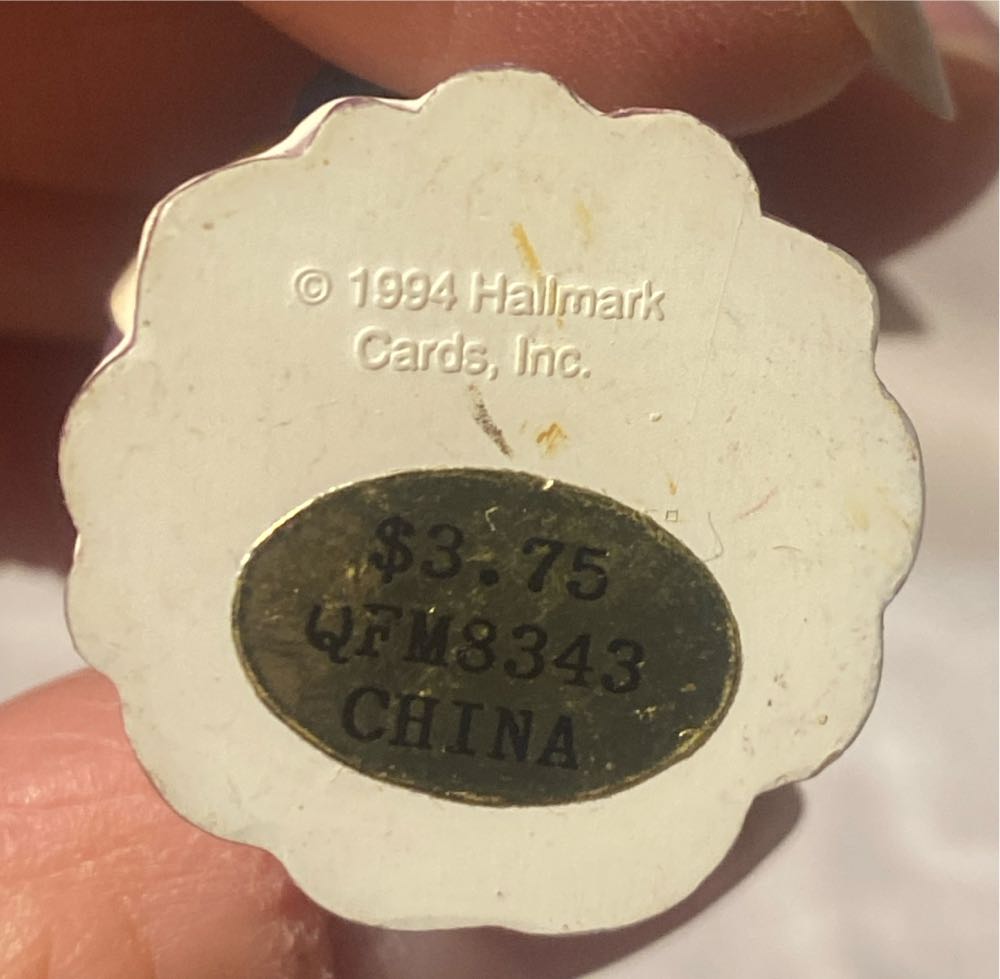 © 1994 Hallmark
Cards, Inc.
$3.75
QFM8343
CHINA